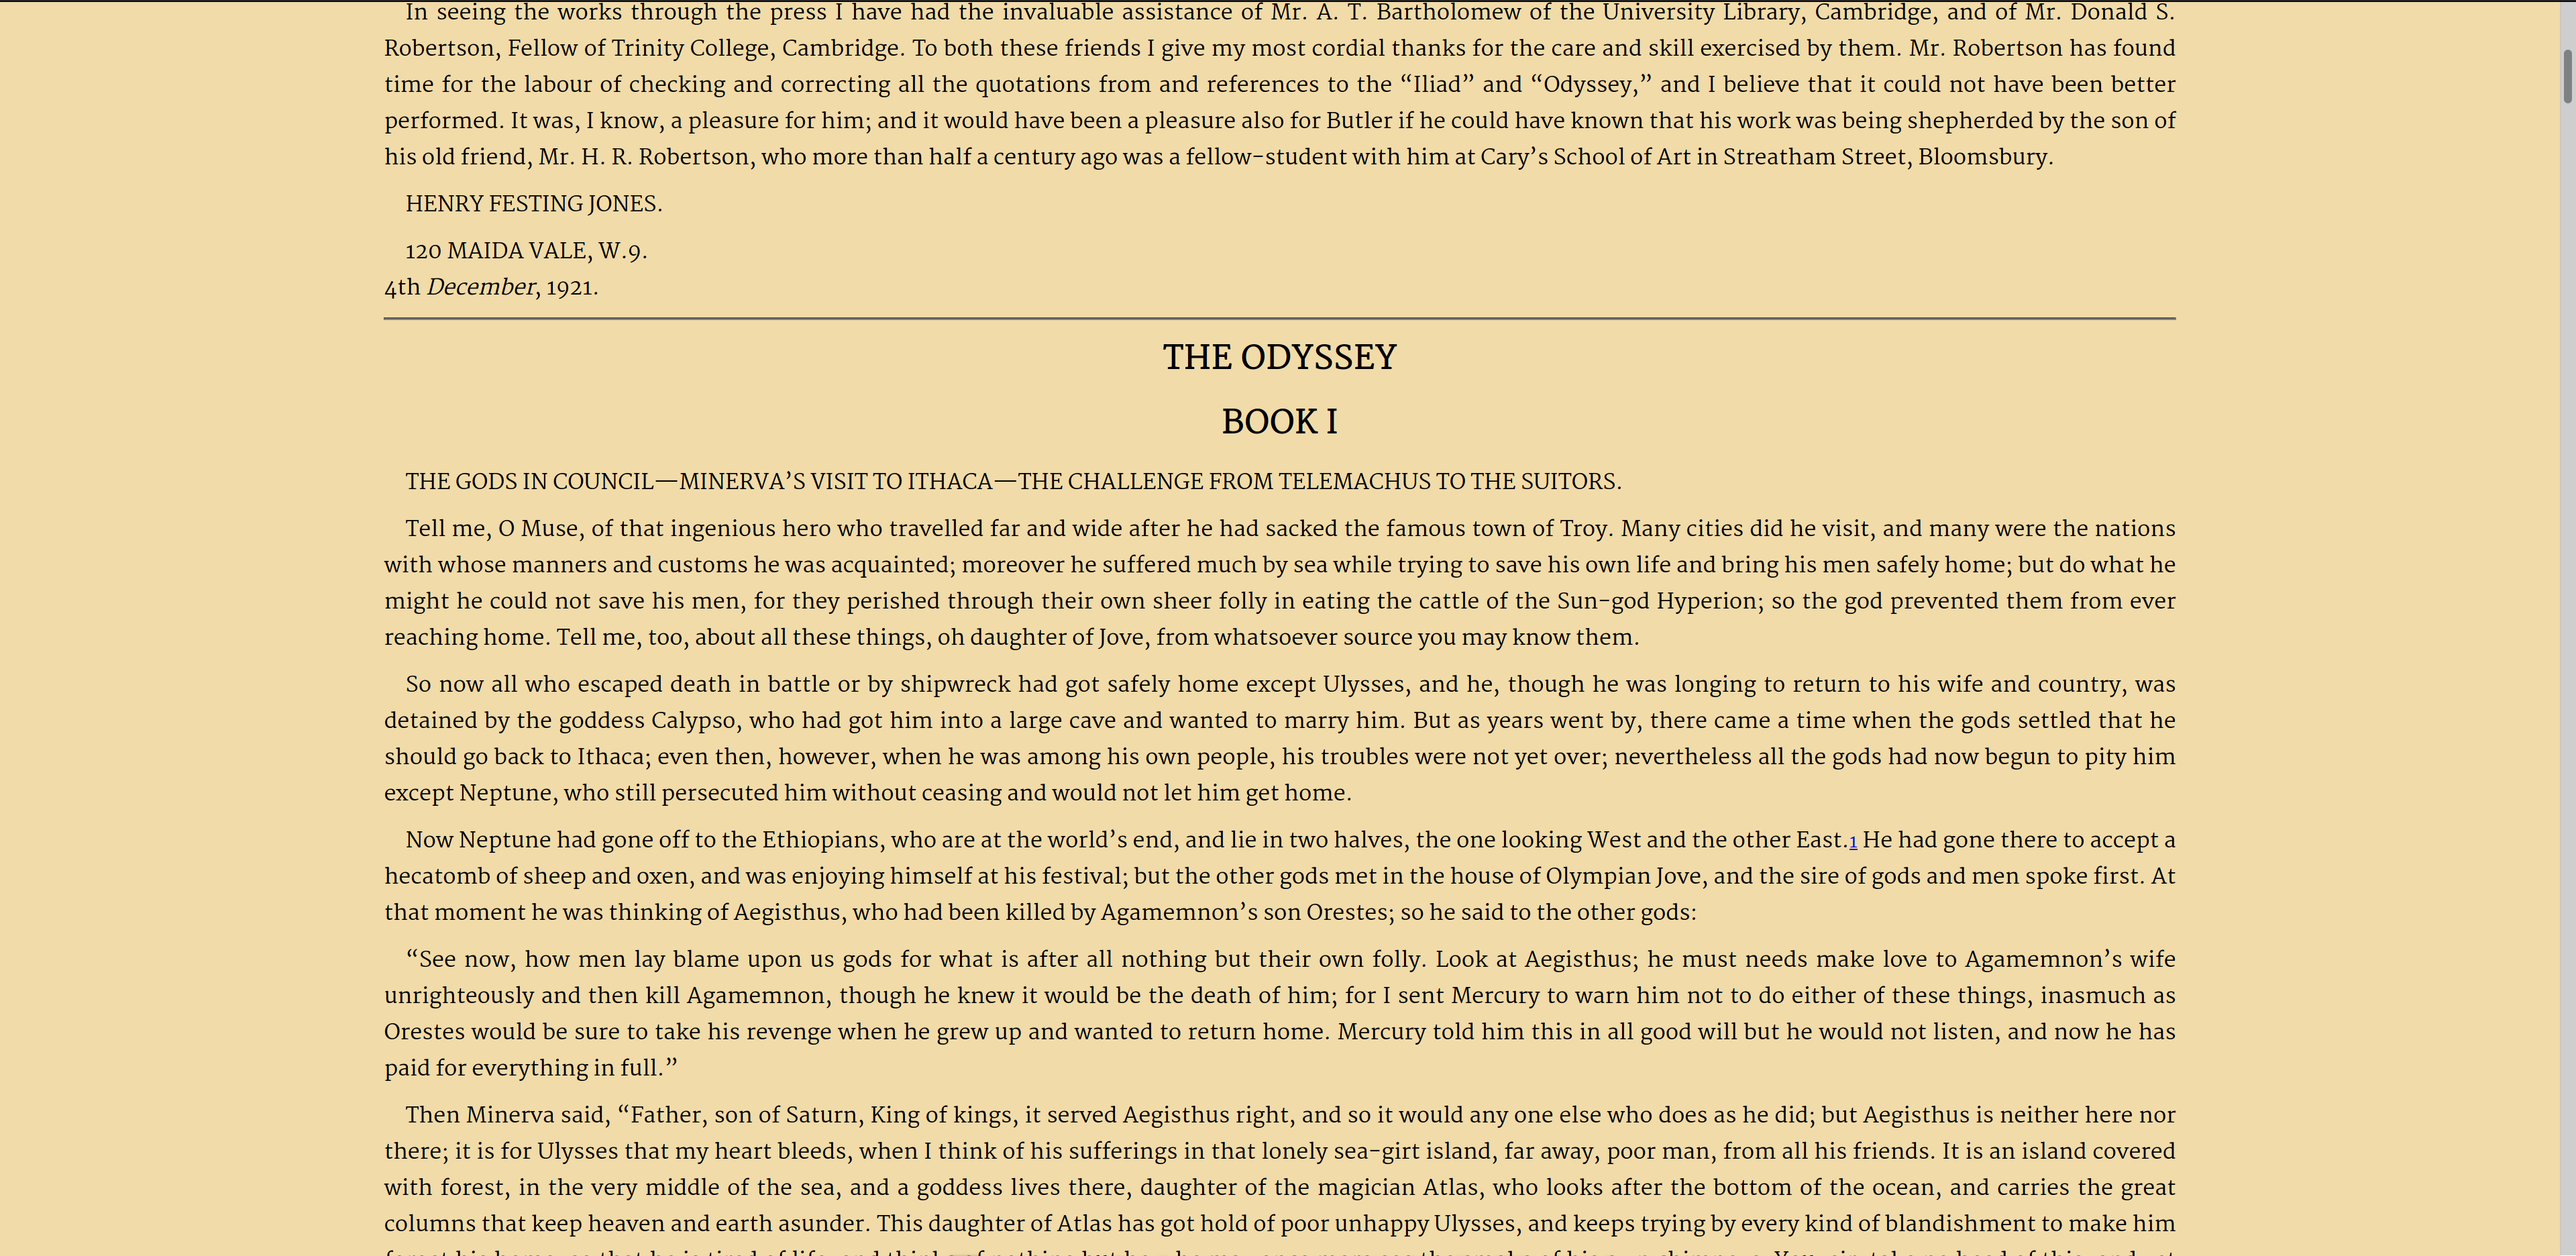 In seeing the works through the press I have had the invaluable assistance of Mr. A. T. Bartholomew of the University Library, Cambridge, and of Mr. Donald S.
Robertson, Fellow of Trinity College, Cambridge. To both these friends I give my most cordial thanks for the care and skill exercised by them. Mr. Robertson has found
time for the labour of checking and correcting all the quotations from and references to the “Iliad” and “Odyssey,” and I believe that it could not have been better
performed. It was, I know, a pleasure for him; and it would have been a pleasure also for Butler if he could have known that his work was being shepherded by the son of
his old friend, Mr. H. R. Robertson, who more than half a century ago was a fellow-student with him at Cary’s School of Art in Streatham Street, Bloomsbury.
HENRY FESTING JONES.
120 MAIDA VALE, W.9.
4th December, 1921.
THE ODYSSEY
BOOK I
THE GODS IN COUNCIL—MINERVA’S VISIT TO ITHACA—THE CHALLENGE FROM TELEMACHUS TO THE SUITORS.
Tell me, O Muse, of that ingenious hero who travelled far and wide after he had sacked the famous town of Troy. Many cities did he visit, and many were the nations
with whose manners and customs he was acquainted; moreover he suffered much by sea while trying to save his own life and bring his men safely home; but do what he
might he could not save his men, for they perished through their own sheer folly in eating the cattle of the Sun-god Hyperion; so the god prevented them from ever
reaching home. Tell me, too, about all these things, oh daughter of Jove, from whatsoever source you may know them.
So now all who escaped death in battle or by shipwreck had got safely home except Ulysses, and he, though he was longing to return to his wife and country, was
detained by the goddess Calypso, who had got him into a large cave and wanted to marry him. But as years went by, there came a time when the gods settled that he
should go back to Ithaca; even then, however, when he was among his own people, his troubles were not yet over; nevertheless all the gods had now begun to pity him
except Neptune, who still persecuted him without ceasing and would not let him get home.
Now Neptune had gone off to the Ethiopians, who are at the world’s end, and lie in two halves, the one looking West and the other East.1 He had gone there to accept a
hecatomb of sheep and oxen, and was enjoying himself at his festival; but the other gods met in the house of Olympian Jove, and the sire of gods and men spoke first. At
that moment he was thinking of Aegisthus, who had been killed by Agamemnon’s son Orestes; so he said to the other gods:
“See now, how men lay blame upon us gods for what is after all nothing but their own folly. Look at Aegisthus; he must needs make love to Agamemnon’s wife
unrighteously and then kill Agamemnon, though he knew it would be the death of him; for I sent Mercury to warn him not to do either of these things, inasmuch as
Orestes would be sure to take his revenge when he grew up and wanted to return home. Mercury told him this in all good will but he would not listen, and now he has
paid for everything in full.”
Then Minerva said, “Father, son of Saturn, King of kings, it served Aegisthus right, and so it would any one else who does as he did; but Aegisthus is neither here nor
there; it is for Ulysses that my heart bleeds, when I think of his sufferings in that lonely sea-girt island, far away, poor man, from all his friends. It is an island covered
with forest, in the very middle of the sea, and a goddess lives there, daughter of the magician Atlas, who looks after the bottom of the ocean, and carries the great
columns that keep heaven and earth asunder. This daughter of Atlas has got hold of poor unhappy Ulysses, and keeps trying by every kind of blandishment to make him